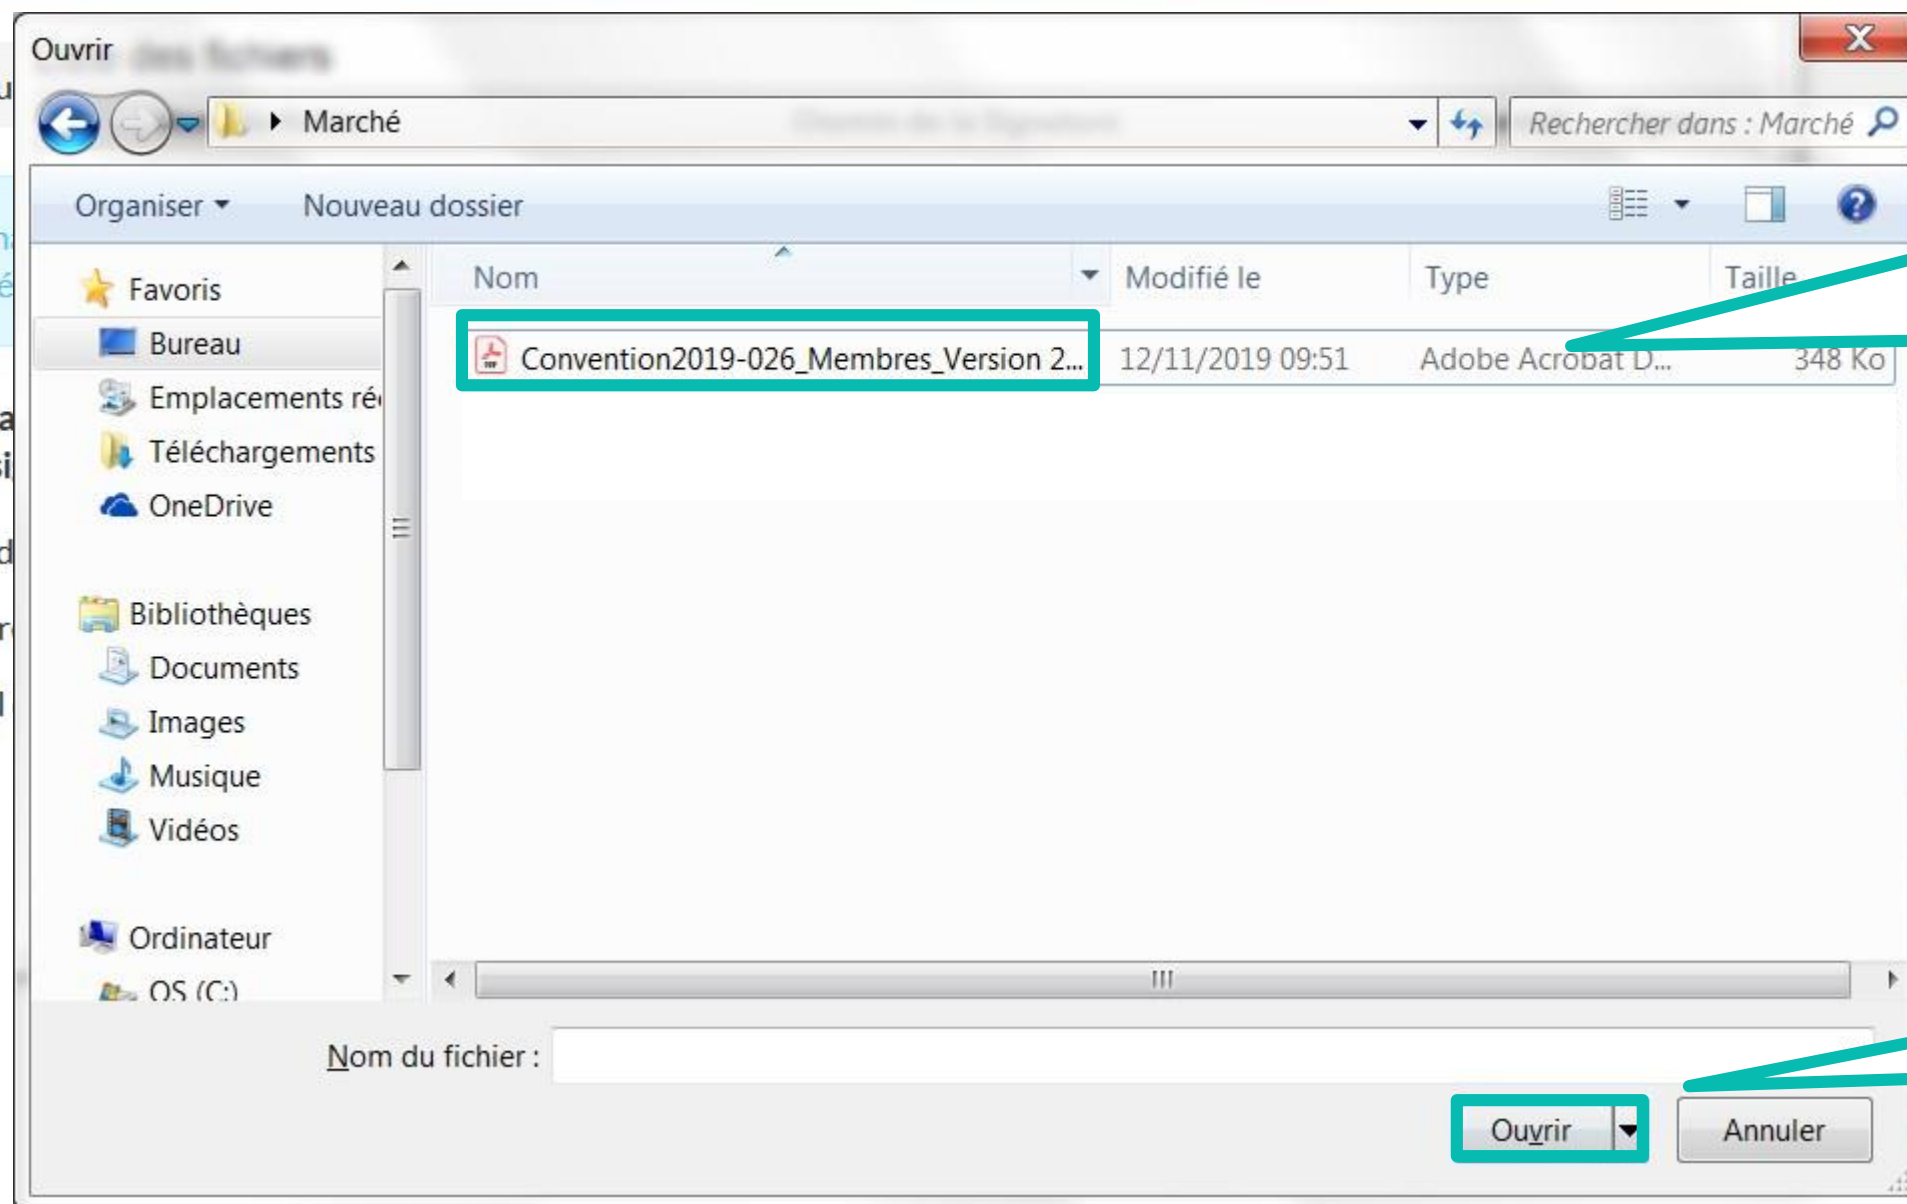 Ouvrir
Marché
Rechercher dans : Marché
Organiser
Nouveau dossier
Nom
Modifié le
Type
Taille
Convention2019-026_Membres_Version 2...
12/11/2019 09:51
Adobe Acrobat D...
348 Ko
Favoris
Bureau
Emplacements ré
Téléchargements
OneDrive
Bibliothèques
Documents
Images
Musique
Vidéos
Ordinateur
OS (C:)
Nom du fichier :
Ouvrir
Annuler